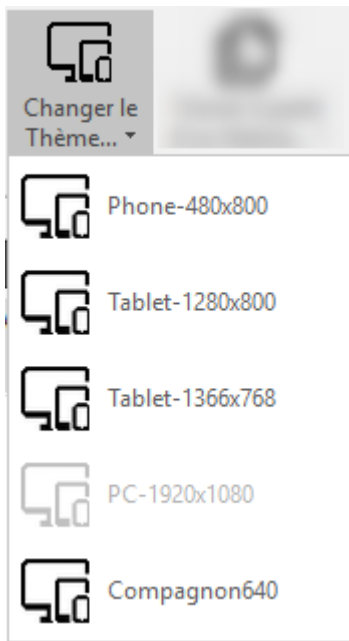 Changer le
Thème...
Phone-480x800
Tablet-1280x800
Tablet-1366x768
PC-1920x1080
Compagnon640